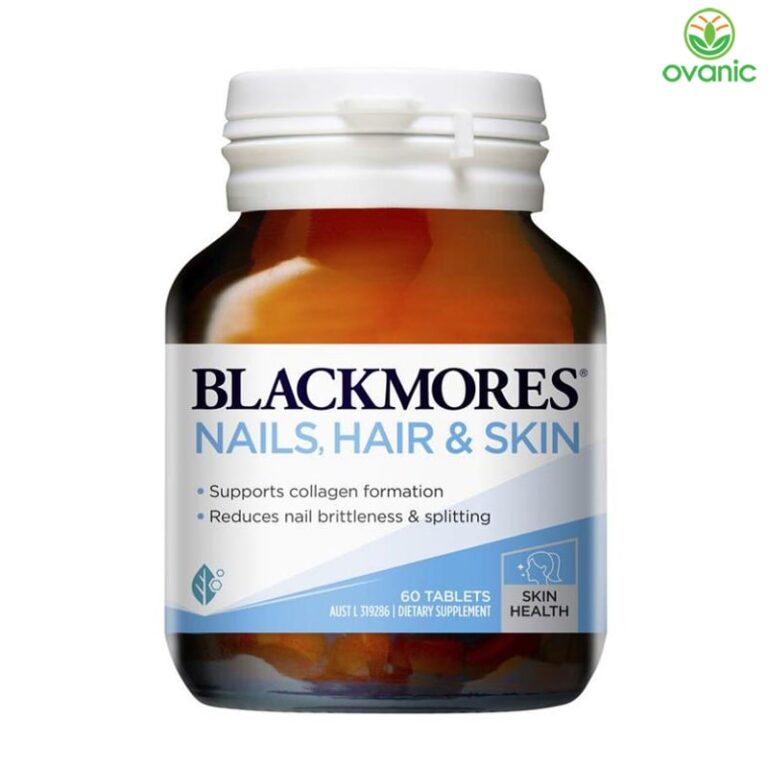 ovanic
BLACKMORES®
NAILS, HAIR & SKIN
• Supports collagen formation
• Reduces nail brittleness & splitting
60 TABLETS
AUST L 319286 | DIETARY SUPPLEMENT
SKIN
HEALTH